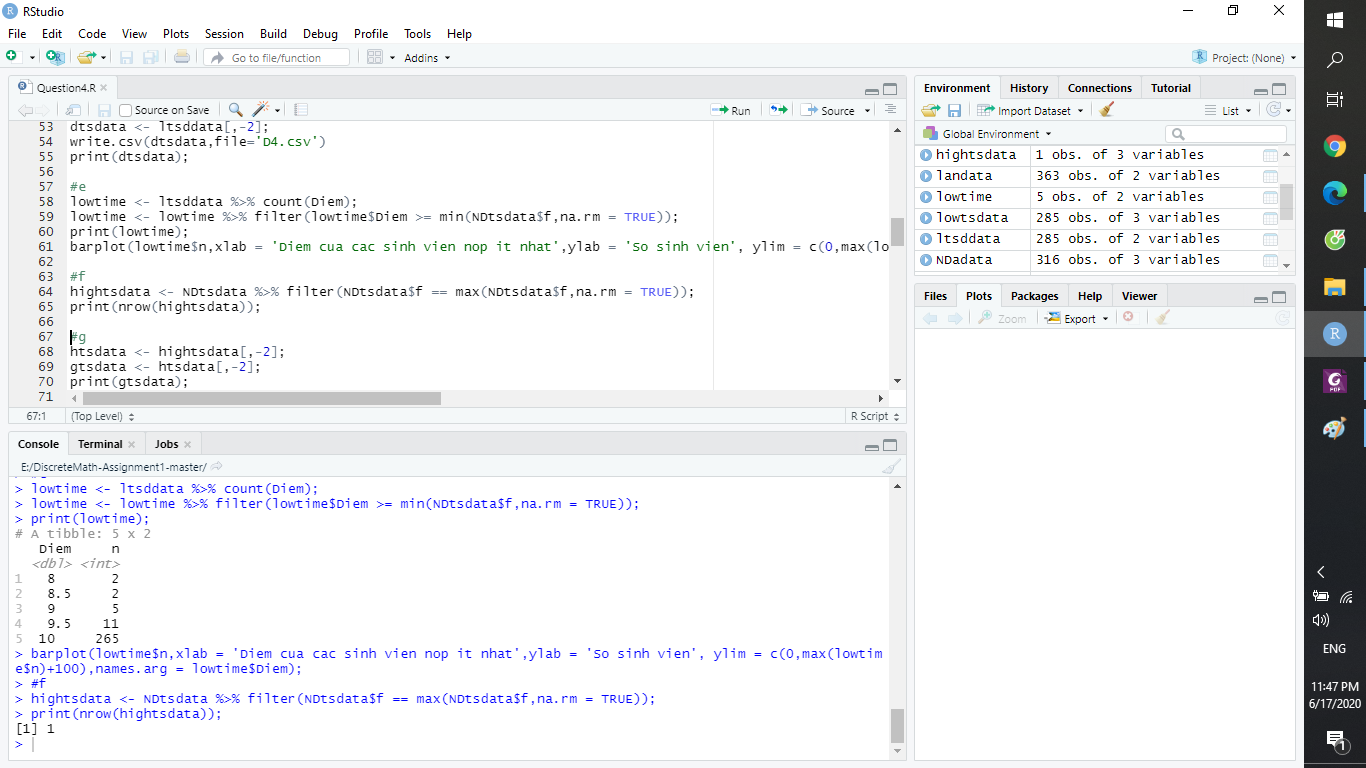 RStudio
File Edit Code View Plots Session Build Debug Profile Tools Help
Go to file/function Addins Project: (None)
Question4.R
Source on Save Run Source
53 dtsdata <- ltsddata[,-2];
54 write.csv(dtsdata,file='D4.csv')
55 print(dtsdata);
56
57 #e
58 lowtime <- ltsddata %>% count(Diem);
59 lowtime <- lowtime %>% filter(lowtime$Diem >= min(NDtsdata$f,na.rm = TRUE));
60 print(lowtime);
61 barplot(lowtime$n,xlab = 'Diem cua cac sinh vien nop it nhat',ylab = 'So sinh vien', ylim = c(0,max(lo
62
63 #f
64 hightsdata <- NDtsdata %>% filter(NDtsdata$f == max(NDtsdata$f,na.rm = TRUE));
65 print(nrow(hightsdata));
66
67 #g
68 htsdata <- hightsdata[,-2];
69 gtsdata <- htsdata[,-2];
70 print(gtsdata);
71
67:1 (Top Level) R Script
Console Terminal Jobs
E:/DiscreteMath-Assignment1-master/
> lowtime <- ltsddata %>% count(Diem);
> lowtime <- lowtime %>% filter(lowtime$Diem >= min(NDtsdata$f,na.rm = TRUE));
> print(lowtime);
# A tibble: 5 x 2
Diem n
<dbl> <int>
1 8 2
2 8.5 2
3 9 5
4 9.5 11
5 10 265
> barplot(lowtime$n,xlab = 'Diem cua cac sinh vien nop it nhat',ylab = 'So sinh vien', ylim = c(0,max(lowtim
e$n)+100),names.arg = lowtime$Diem);
> #f
> hightsdata <- NDtsdata %>% filter(NDtsdata$f == max(NDtsdata$f,na.rm = TRUE));
> print(nrow(hightsdata));
[1] 1
>
Environment History Connections Tutorial
Import Dataset List
Global Environment
hightsdata 1 obs. of 3 variables
landata 363 obs. of 2 variables
lowtime 5 obs. of 2 variables
lowtsdata 285 obs. of 3 variables
ltsddata 285 obs. of 2 variables
NDadata 316 obs. of 3 variables
Files Plots Packages Help Viewer
Zoom Export
R
PDF
ENG
11:47 PM
6/17/2020
1